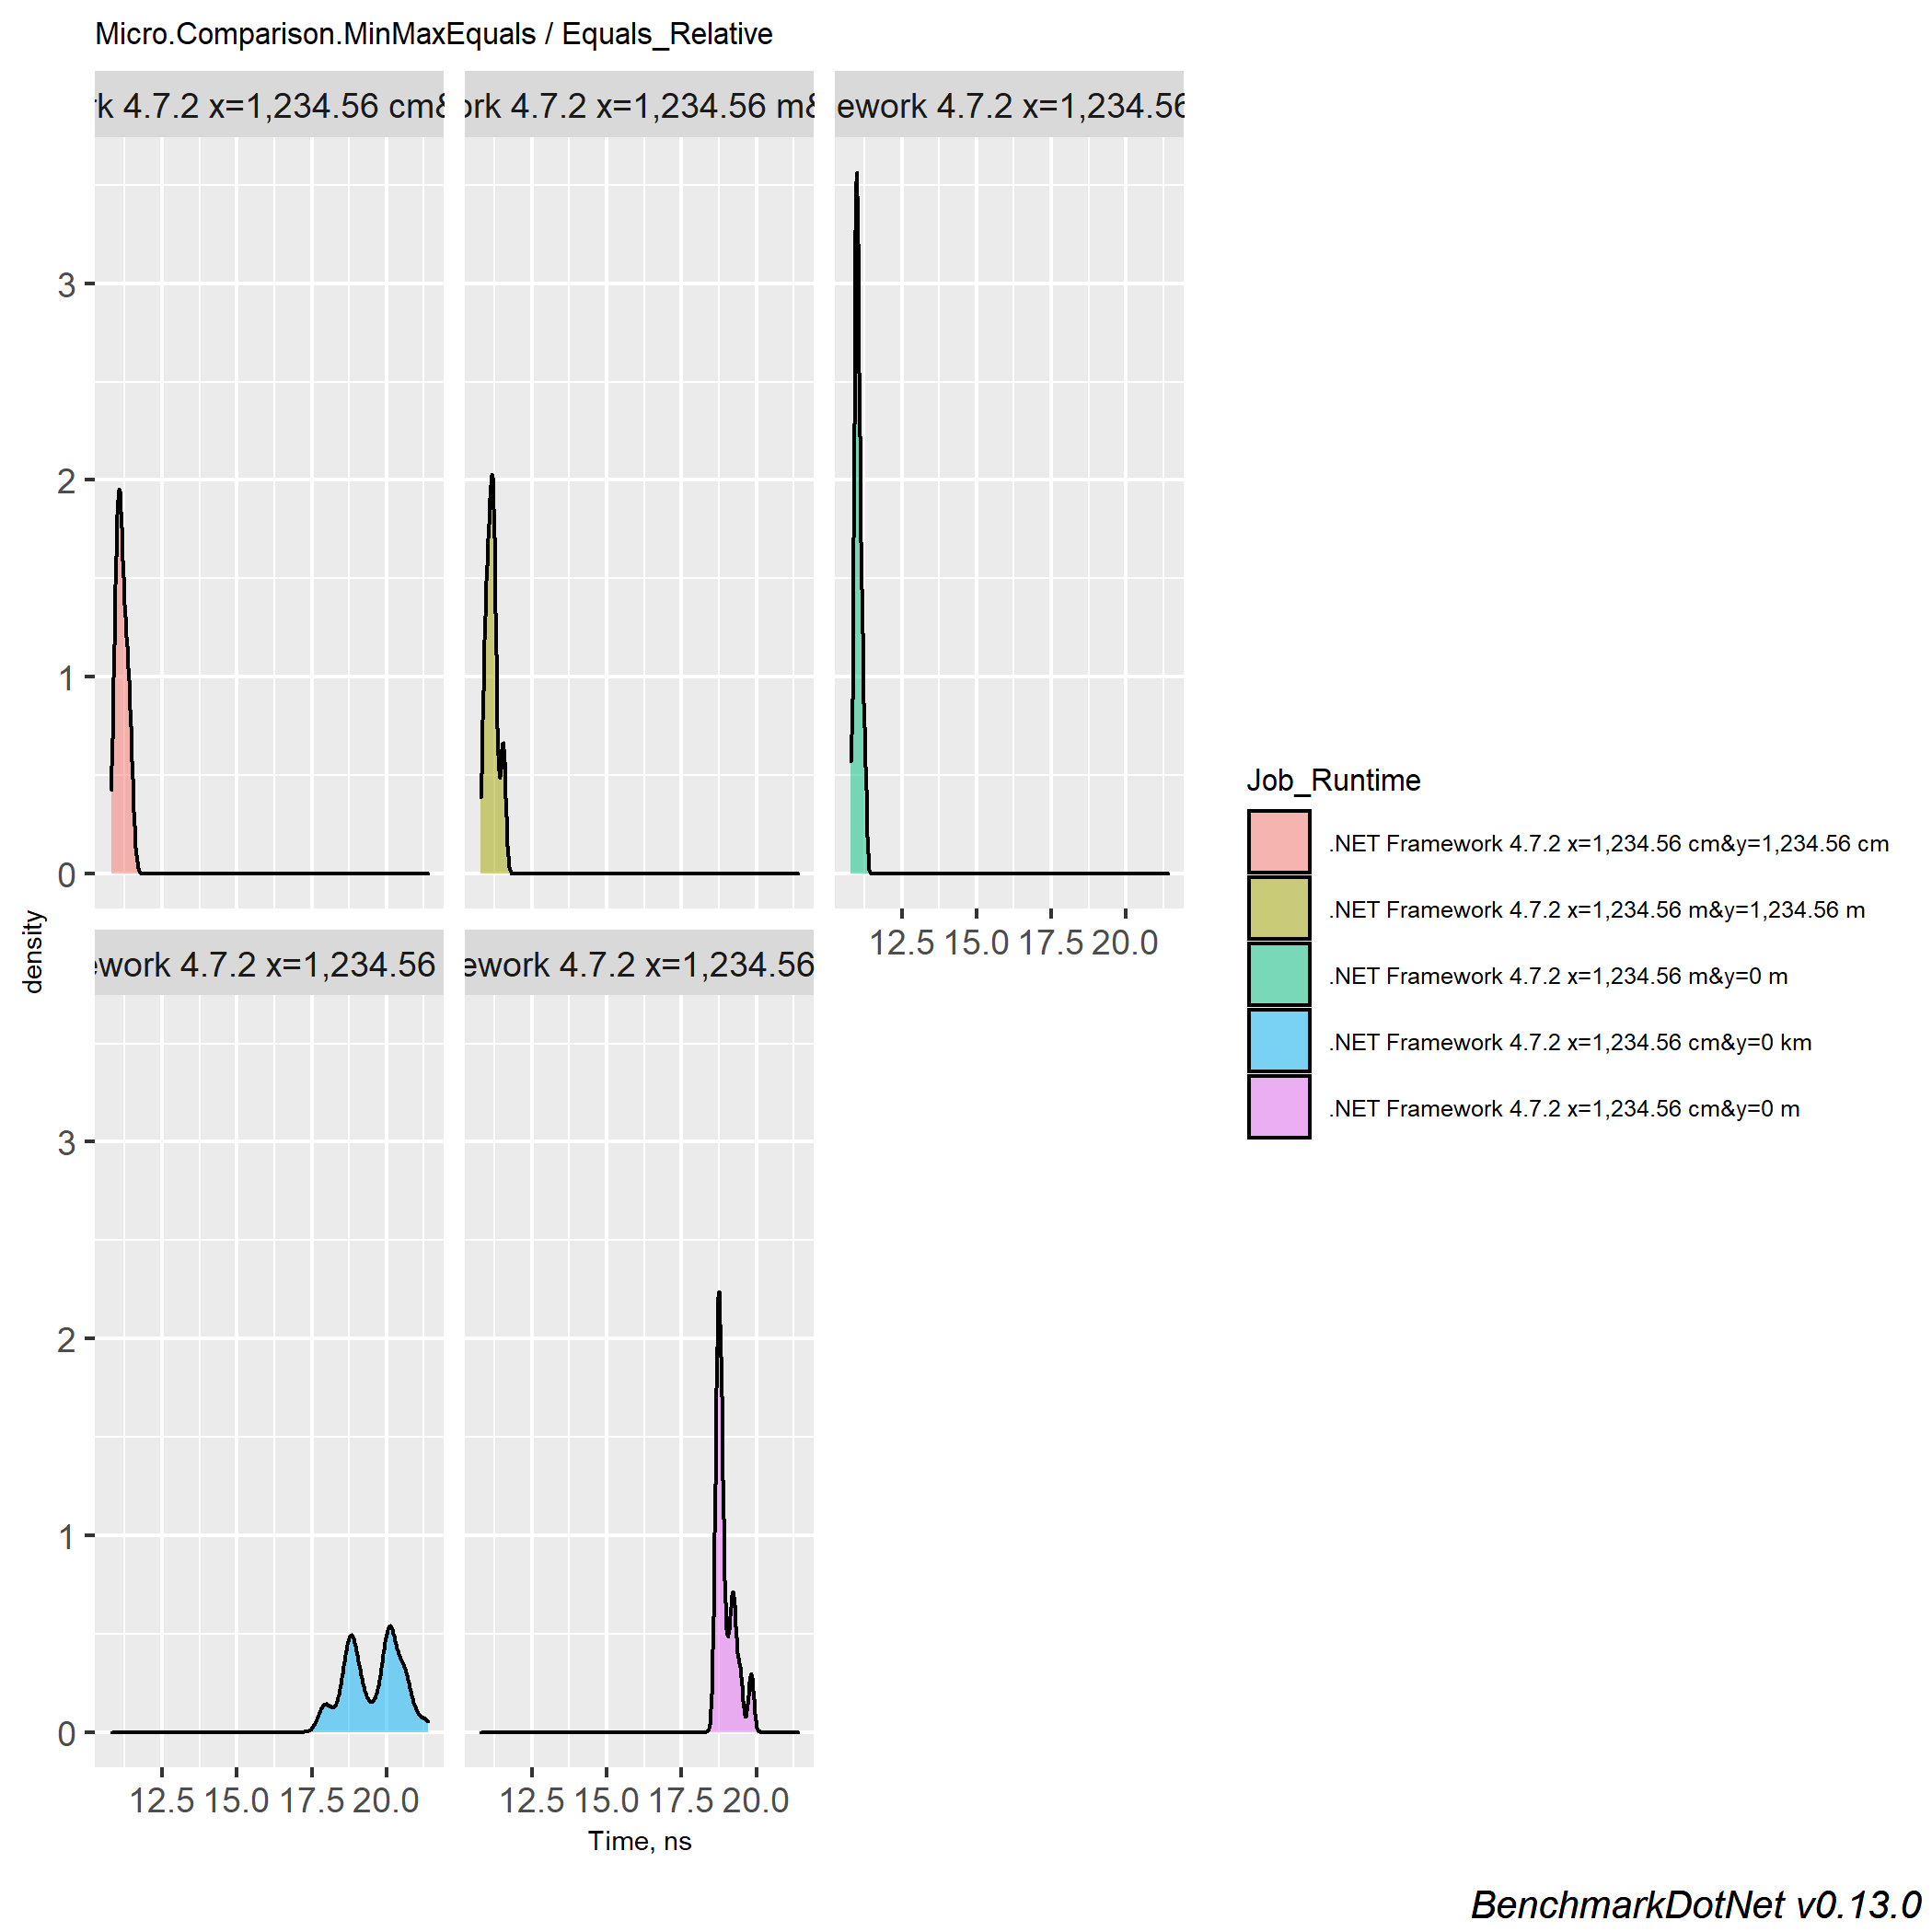 Micro.Comparison.MinMaxEquals / Equals_Relative
4.7.2 x=1,234.56 cm&
4.7.2 x=1,234.56 m&
ework 4.7.2 x=1,234.56
3
2
1
0
12.5 15.0 17.5 20.0
density
ework 4.7.2 x=1,234.56
ework 4.7.2 x=1,234.56
3
2
1
0
12.5 15.0 17.5 20.0
12.5 15.0 17.5 20.0
Time, ns
Job_Runtime
.NET Framework 4.7.2 x=1,234.56 cm&y=1,234.56 cm
.NET Framework 4.7.2 x=1,234.56 m&y=1,234.56 m
.NET Framework 4.7.2 x=1,234.56 m&y=0 m
.NET Framework 4.7.2 x=1,234.56 cm&y=0 km
.NET Framework 4.7.2 x=1,234.56 cm&y=0 m
BenchmarkDotNet v0.13.0